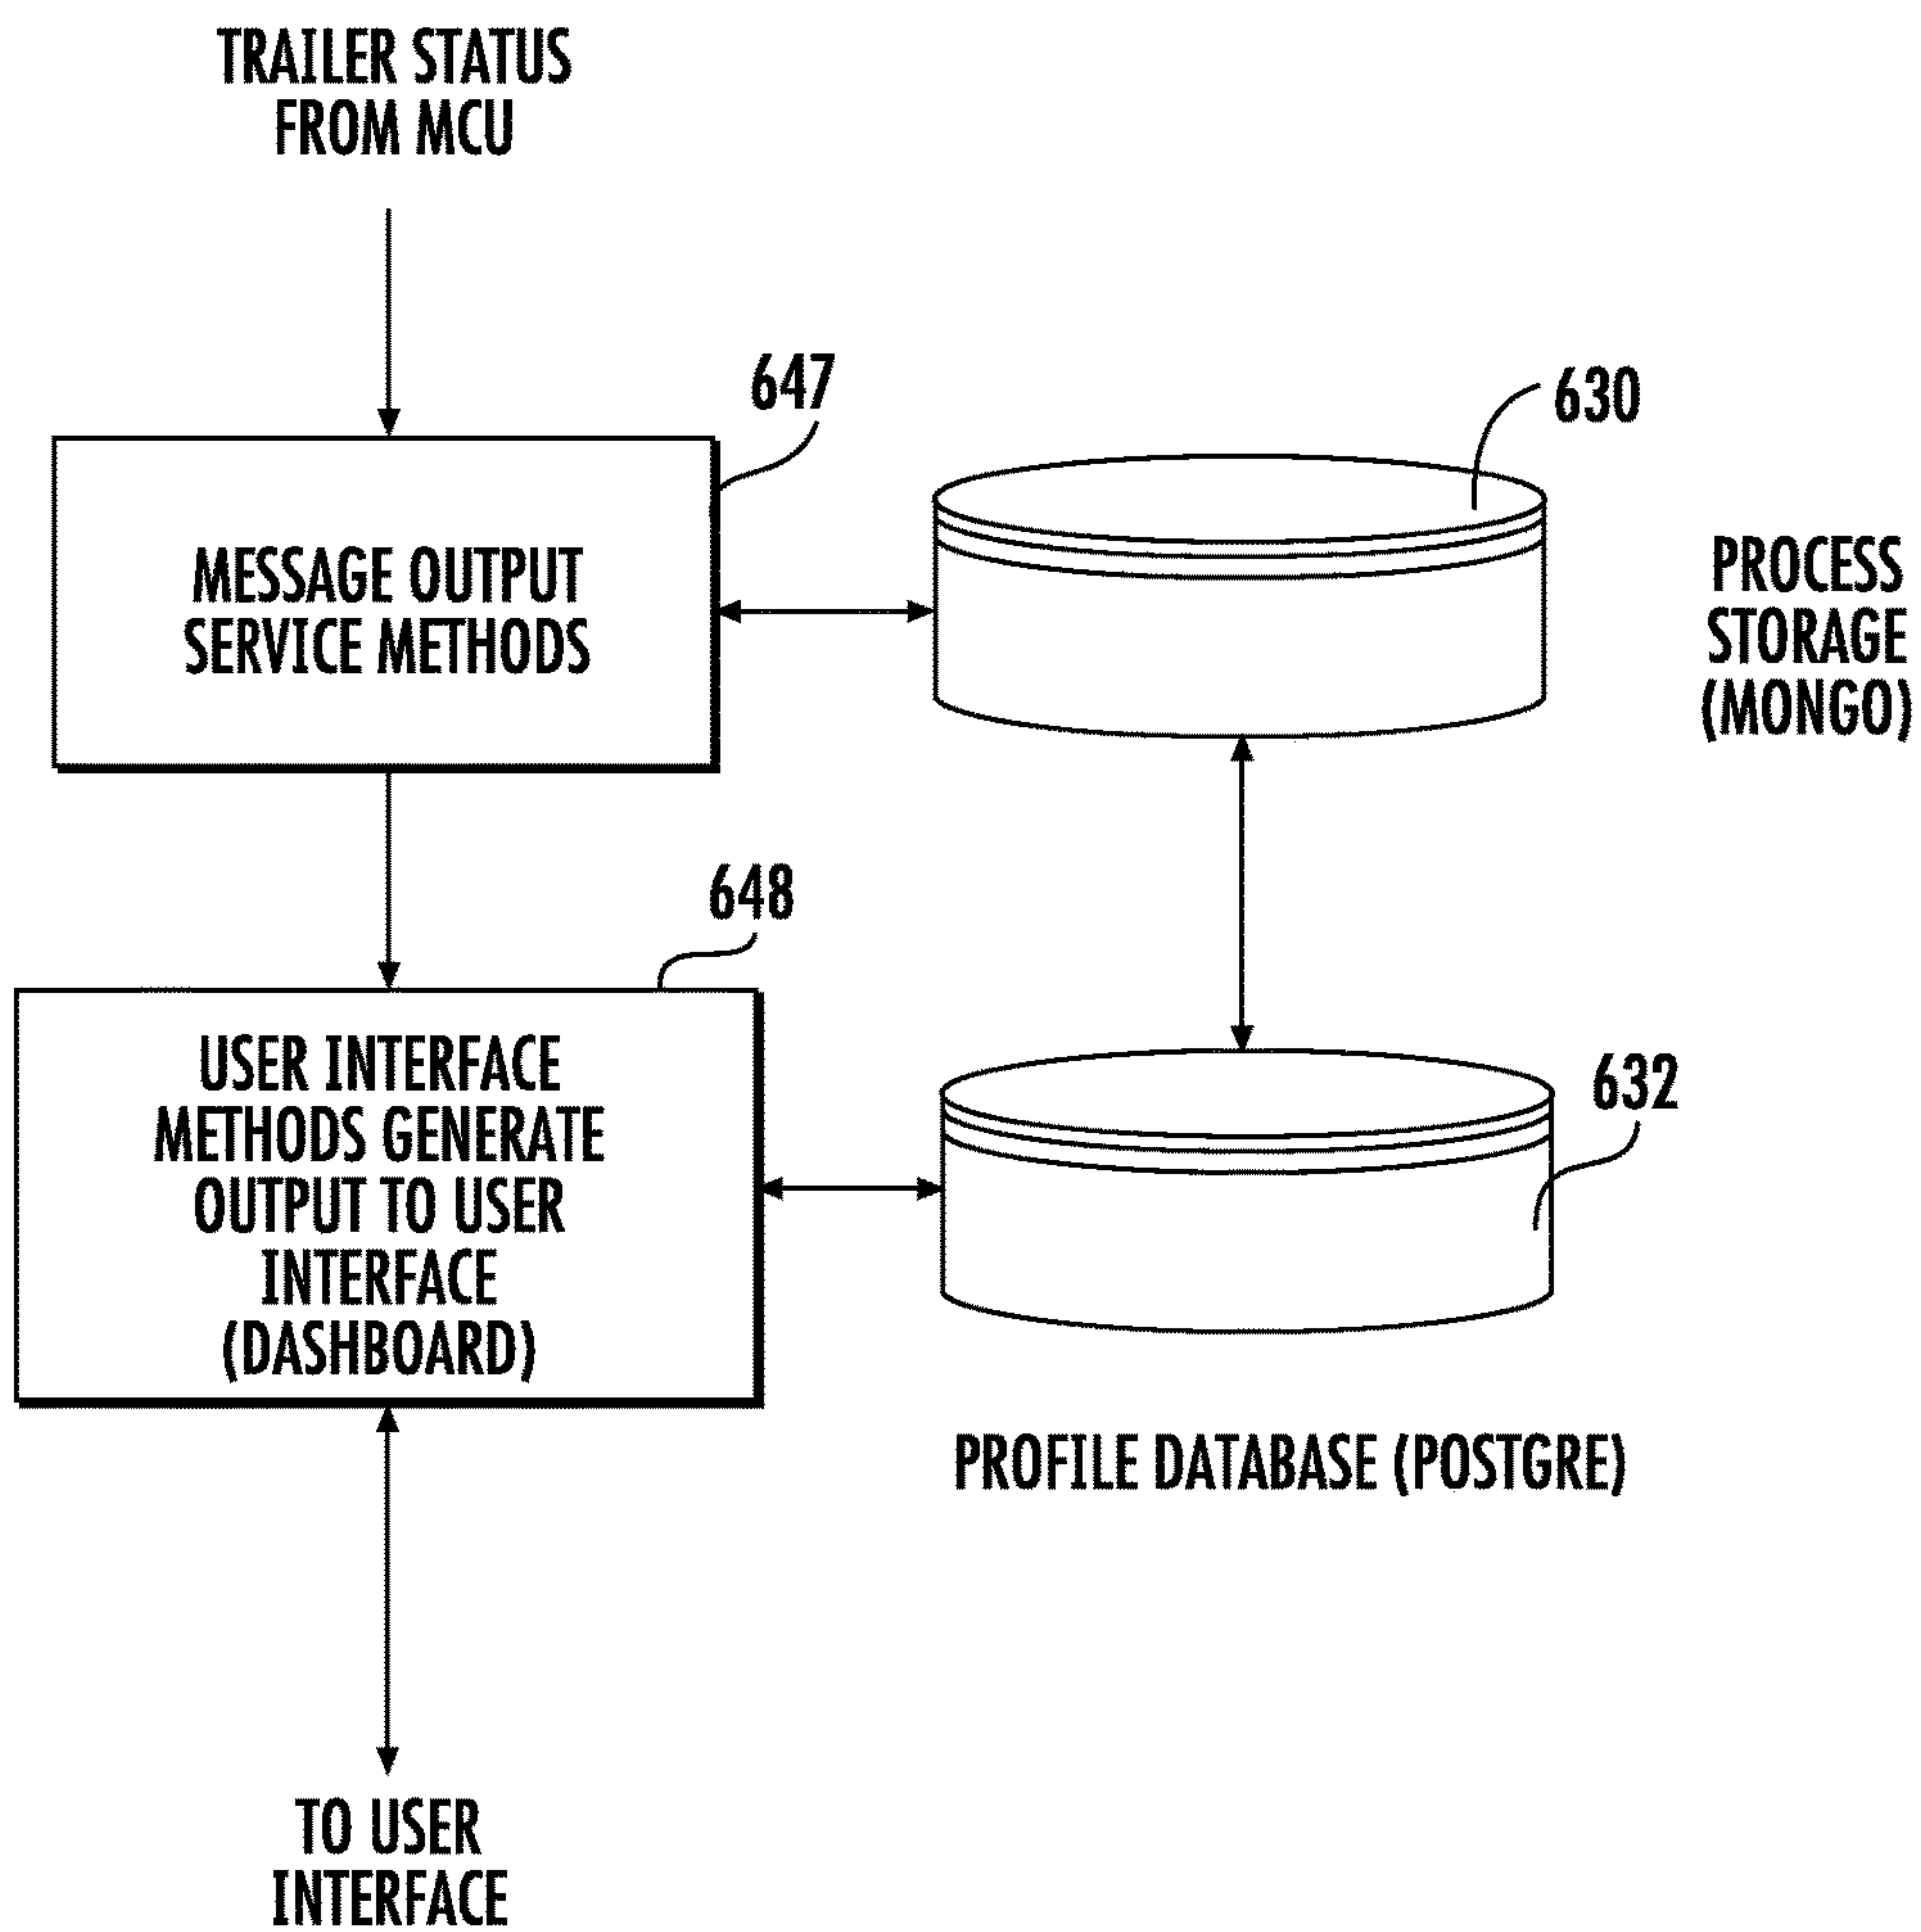 TRAILER STATUS
FROM MCU
647
630
MESSAGE OUTPUT
SERVICE METHODS
PROCESS
STORAGE
(MONGO)
648
632
USER INTERFACE
METHODS GENERATE
OUTPUT TO USER
INTERFACE
(DASHBOARD)
PROFILE DATABASE (POSTGRE)
TO USER
INTERFACE